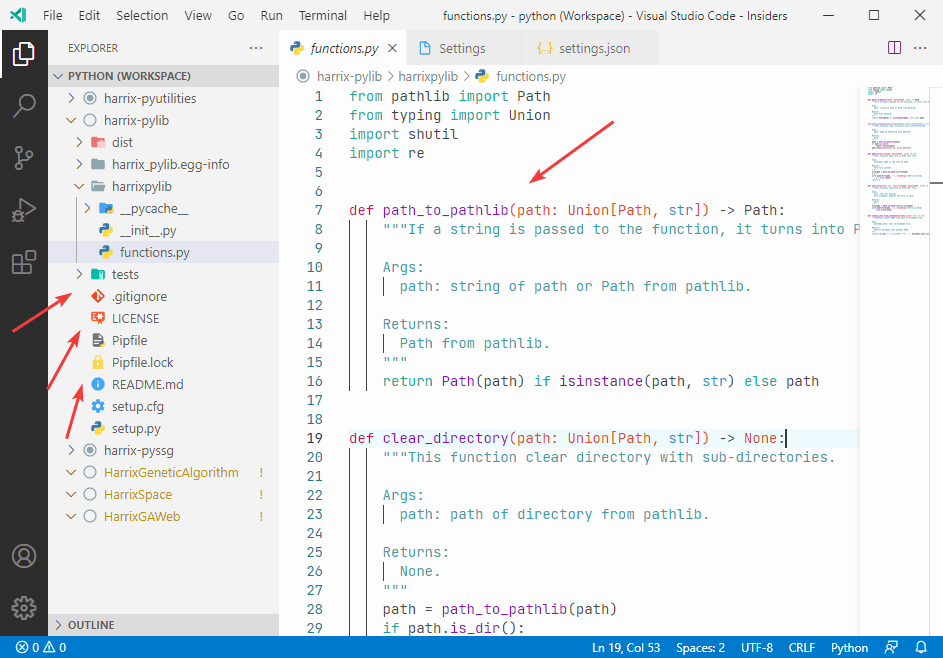 File Edit Selection View Go Run Terminal Help functions.py - python (Workspace) - Visual Studio Code - Insiders
EXPLORER
PYTHON (WORKSPACE)
harrix-pyutilities
harrix-pylib
dist
harrix_pylib.egg-info
harrixpylib
__pycache__
__init__.py
functions.py
tests
.gitignore
LICENSE
Pipfile
Pipfile.lock
README.md
setup.cfg
setup.py
harrix-pyssg
HarrixGeneticAlgorithm !
HarrixSpace !
HarrixGAWeb !
OUTLINE
functions.py Settings settings.json
harrix-pylib > harrixpylib > functions.py
1 from pathlib import Path
2 from typing import Union
3 import shutil
4 import re
5
6
7 def path_to_pathlib(path: Union[Path, str]) -> Path:
8 """If a string is passed to the function, it turns into P
9
10 Args:
11 path: string of path or Path from pathlib.
12
13 Returns:
14 Path from pathlib.
15 """
16 return Path(path) if isinstance(path, str) else path
17
18
19 def clear_directory(path: Union[Path, str]) -> None:
20 """This function clear directory with sub-directories.
21
22 Args:
23 path: path of directory from pathlib.
24
25 Returns:
26 None.
27 """
28 path = path_to_pathlib(path)
29 if path.is_dir():
0 0 Ln 19, Col 53 Spaces: 2 UTF-8 CRLF Python